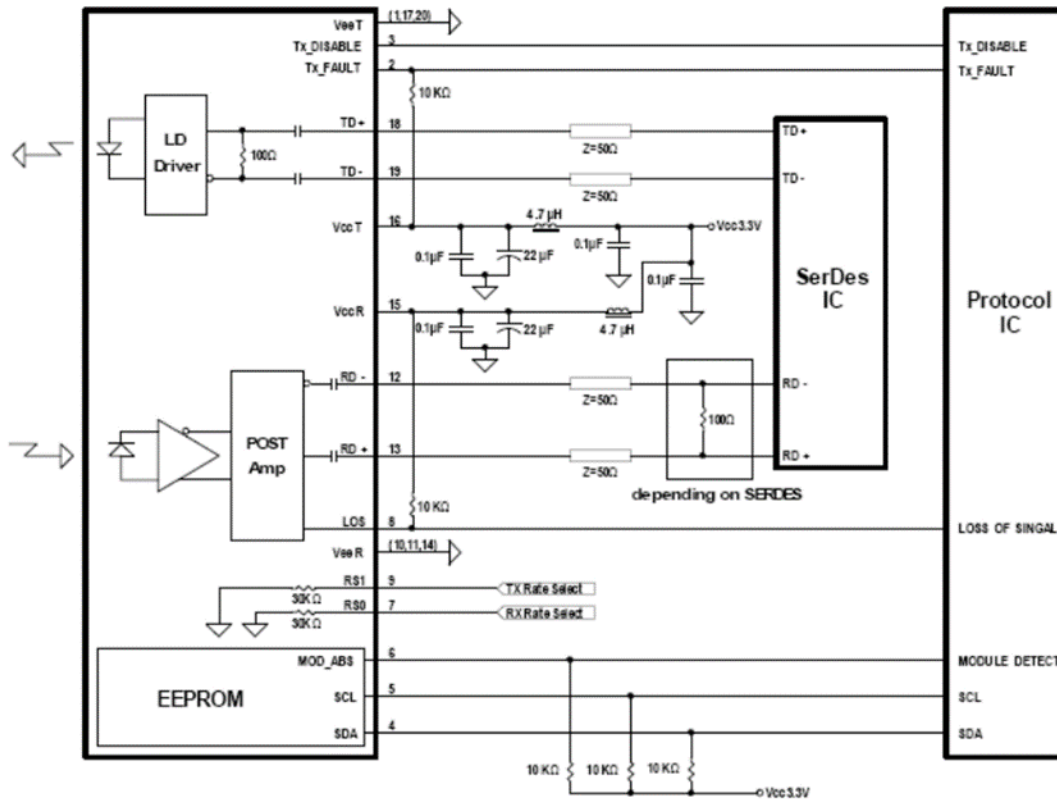 VeeT (1,17,20)
Tx_DISABLE 3 Tx_DISABLE
Tx_FAULT 2 Tx_FAULT
10 KΩ
LD
Driver
100Ω
TD+ 18 Z=50Ω TD+
TD- 19 Z=50Ω TD-
VccT 16 4.7 µH Vcc3.3V
0.1µF 22 µF 0.1µF 0.1µF
VccR 15 4.7 µH
0.1µF 22 µF
SerDes
IC
Protocol
IC
RD - 12 Z=50Ω RD -
100Ω
POST
Amp
RD + 13 Z=50Ω RD +
depending on SERDES
10 KΩ
LOS 8 LOSS OF SINGAL
VeeR (10,11,14)
RS1 9 TX Rate Select
30KΩ
RS0 7 RX Rate Select
30KΩ
EEPROM
MOD_ABS 6 MODULE DETECT
SCL 5 SCL
SDA 4 SDA
10 KΩ 10 KΩ 10 KΩ
Vcc3.3V